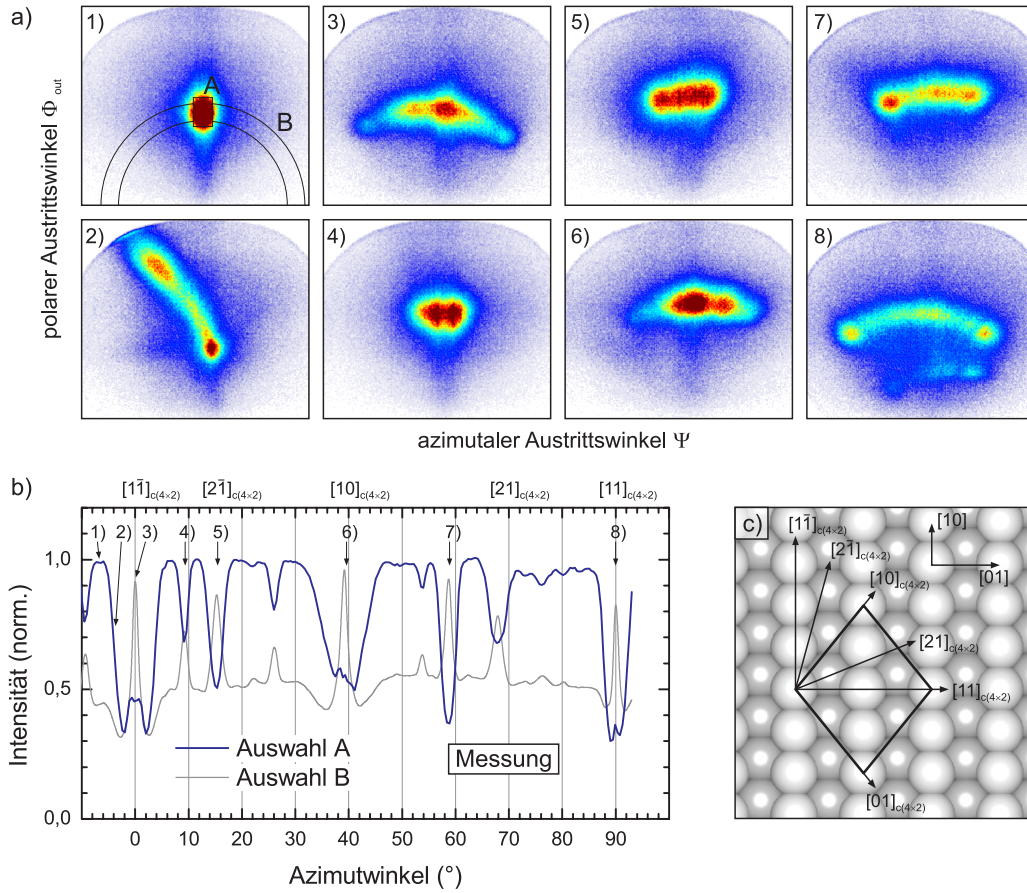 a)
1)
A
B
3)
5)
7)
2)
4)
6)
8)
polarer Austrittswinkel Φout
azimutaler Austrittswinkel Ψ
b)
[11̄]c(4×2) [21̄]c(4×2) [10]c(4×2) [21]c(4×2) [11]c(4×2)
1) 2) 3) 4) 5) 6) 7) 8)
1,0
0,5
0,0
Intensität (norm.)
Auswahl A
Auswahl B
Messung
0 10 20 30 40 50 60 70 80 90
Azimutwinkel (°)
c)
[11̄]c(4×2)
[10]
[21̄]c(4×2)
[01]
[10]c(4×2)
[21]c(4×2)
[11]c(4×2)
[01]c(4×2)